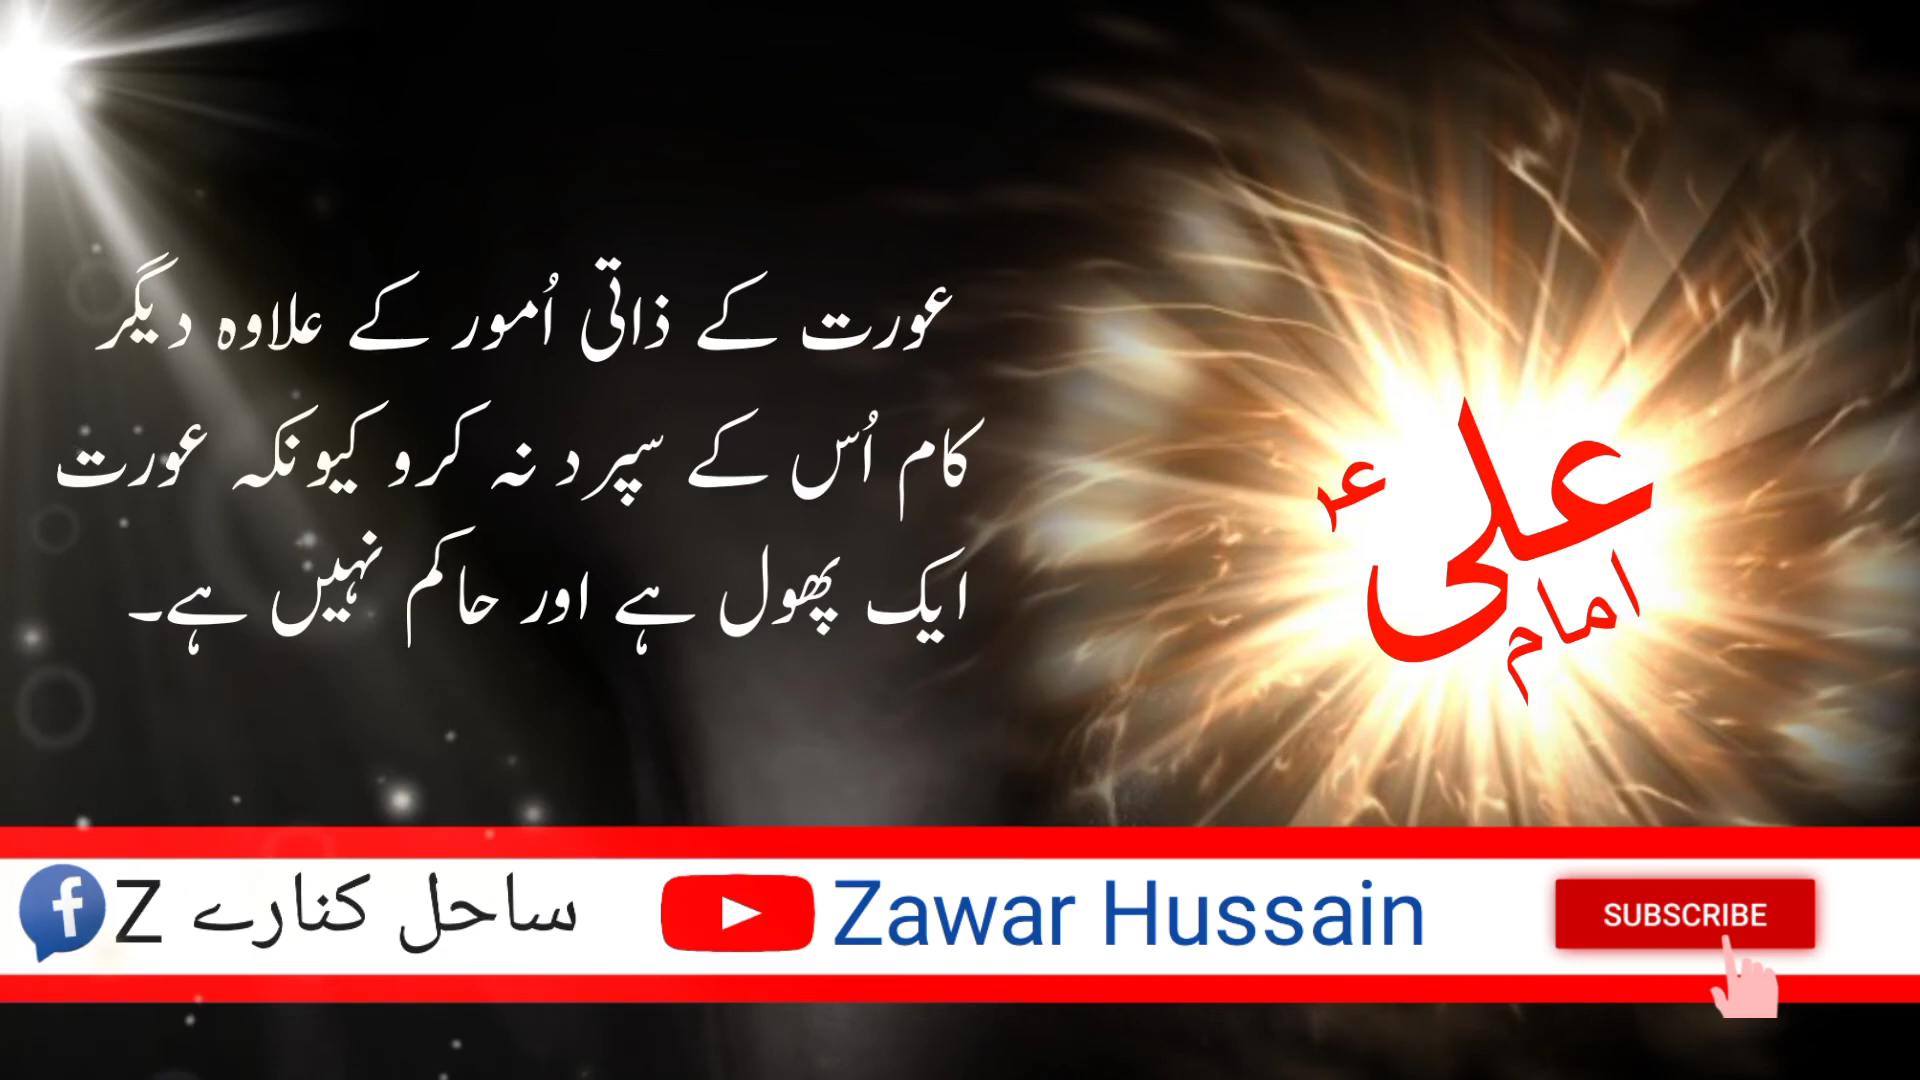 عورت کے ذاتی اُمور کے علاوہ دیگر
کام اُس کے سپرد نہ کرو کیونکہ عورت
ایک پھول ہے اور حاکم نہیں ہے۔
علی ؑ
امام
ساحل کنارے Z
Zawar Hussain
SUBSCRIBE